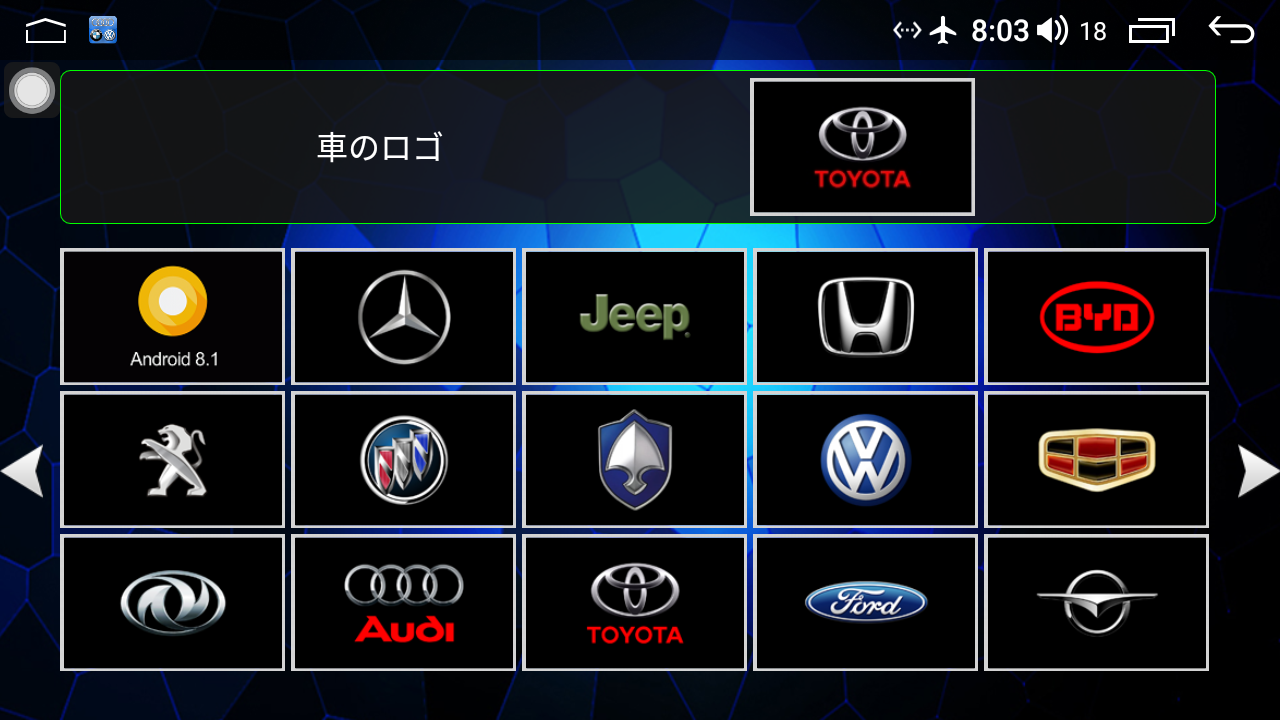 8:03 18
車のロゴ
TOYOTA
Android 8.1
Jeep
BYD
Audi
TOYOTA
Ford